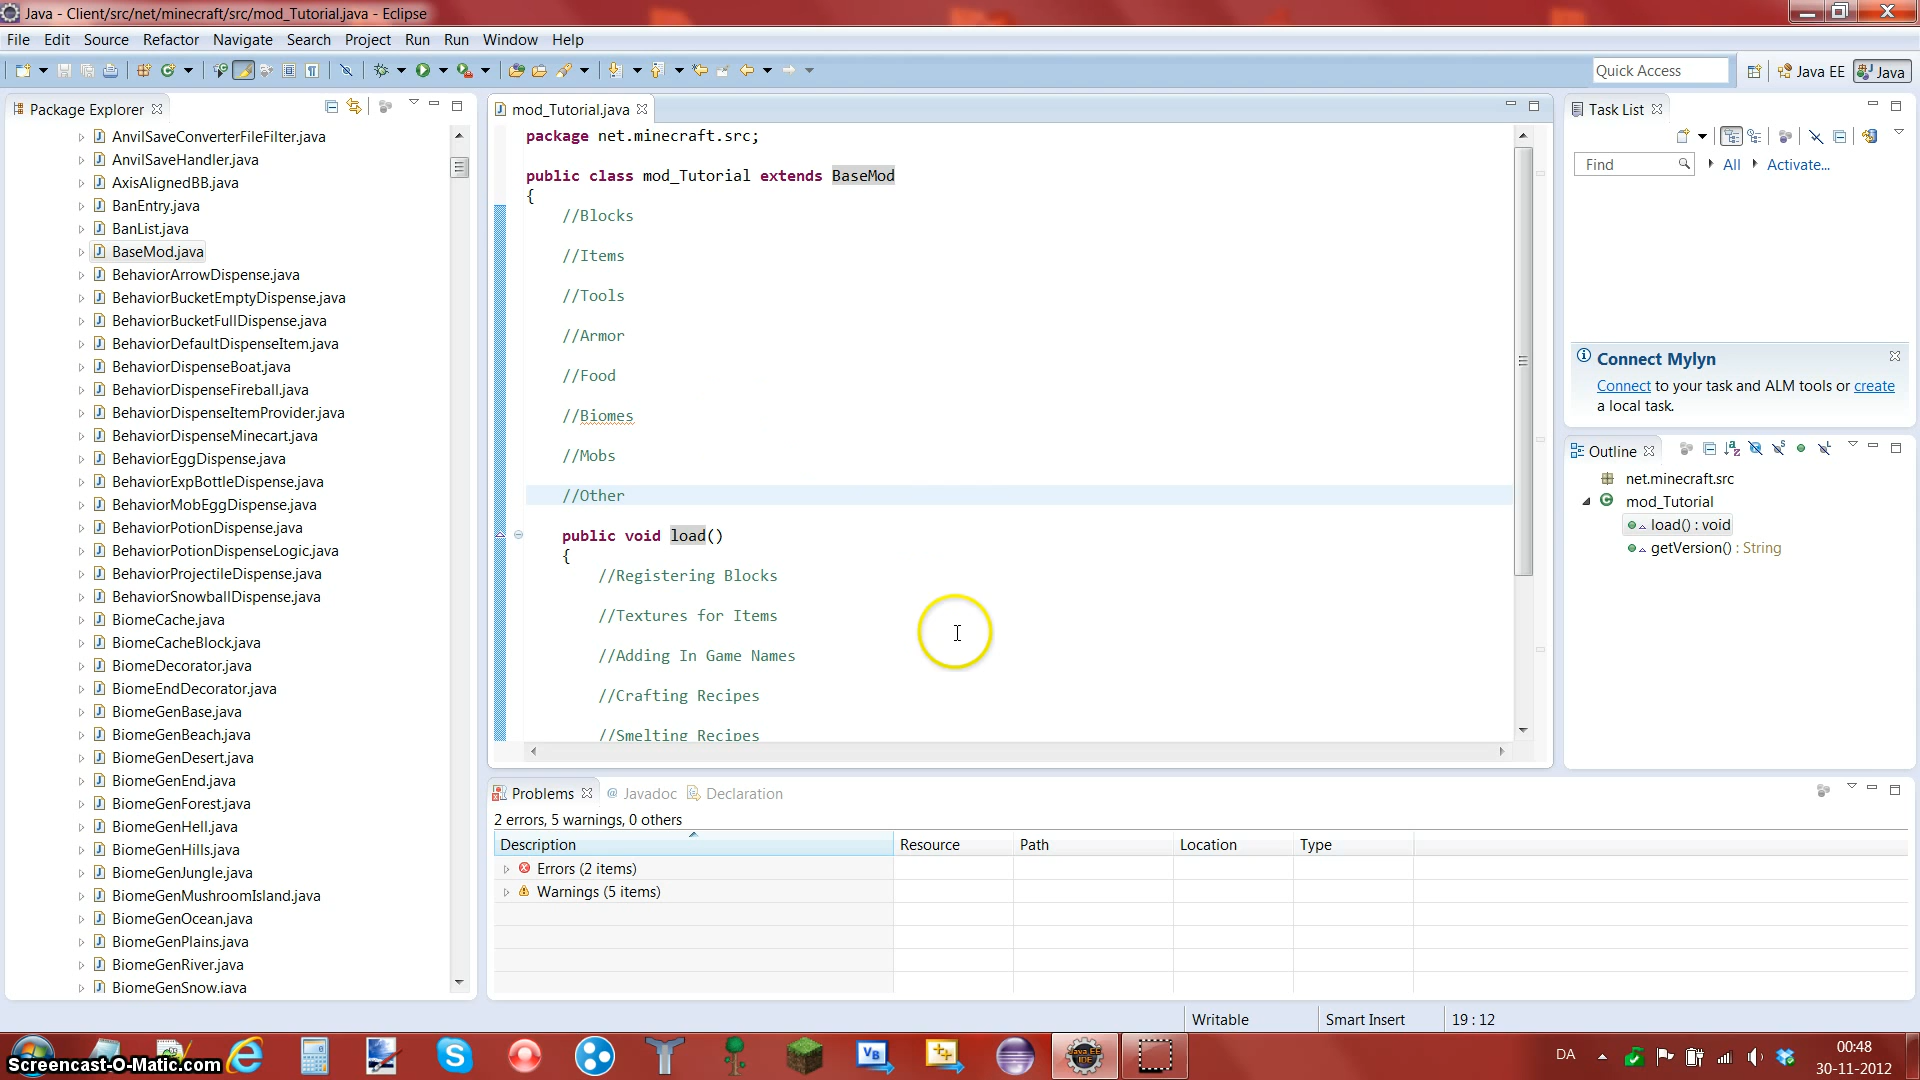 Java - Client/src/net/minecraft/src/mod_Tutorial.java - Eclipse
File Edit Source Refactor Navigate Search Project Run Run Window Help
Quick Access
Java EE
Java
Package Explorer
AnvilSaveConverterFileFilter.java
AnvilSaveHandler.java
AxisAlignedBB.java
BanEntry.java
BanList.java
BaseMod.java
BehaviorArrowDispense.java
BehaviorBucketEmptyDispense.java
BehaviorBucketFullDispense.java
BehaviorDefaultDispenseItem.java
BehaviorDispenseBoat.java
BehaviorDispenseFireball.java
BehaviorDispenseItemProvider.java
BehaviorDispenseMinecart.java
BehaviorEggDispense.java
BehaviorExpBottleDispense.java
BehaviorMobEggDispense.java
BehaviorPotionDispense.java
BehaviorPotionDispenseLogic.java
BehaviorProjectileDispense.java
BehaviorSnowballDispense.java
BiomeCache.java
BiomeCacheBlock.java
BiomeDecorator.java
BiomeEndDecorator.java
BiomeGenBase.java
BiomeGenBeach.java
BiomeGenDesert.java
BiomeGenEnd.java
BiomeGenForest.java
BiomeGenHell.java
BiomeGenHills.java
BiomeGenJungle.java
BiomeGenMushroomIsland.java
BiomeGenOcean.java
BiomeGenPlains.java
BiomeGenRiver.java
BiomeGenSnow.java
mod_Tutorial.java
package net.minecraft.src;
public class mod_Tutorial extends BaseMod
{
//Blocks
//Items
//Tools
//Armor
//Food
//Biomes
//Mobs
//Other
public void load()
{
//Registering Blocks
//Textures for Items
//Adding In Game Names
//Crafting Recipes
//Smelting Recipes
Task List
Find
All
Activate...
Connect Mylyn
Connect to your task and ALM tools or create
a local task.
Outline
net.minecraft.src
mod_Tutorial
load() : void
getVersion() : String
Problems
@ Javadoc
Declaration
2 errors, 5 warnings, 0 others
Description Resource Path Location Type
Errors (2 items)
Warnings (5 items)
Writable
Smart Insert
19 : 12
Screencast-O-Matic.com
VB
Java EE
IDE
DA
00:48
30-11-2012